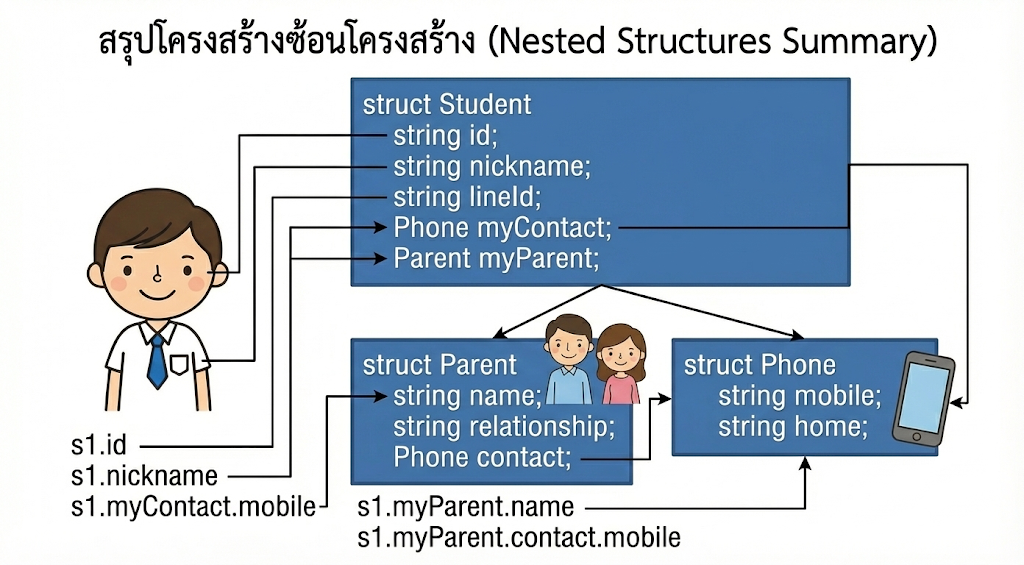 สรุปโครงสร้างซ้อนโครงสร้าง (Nested Structures Summary)
struct Student
string id;
string nickname;
string lineId;
Phone myContact;
Parent myParent;
struct Parent
string name;
string relationship;
Phone contact;
struct Phone
string mobile;
string home;
s1.id
s1.nickname
s1.myContact.mobile
s1.myParent.name
s1.myParent.contact.mobile